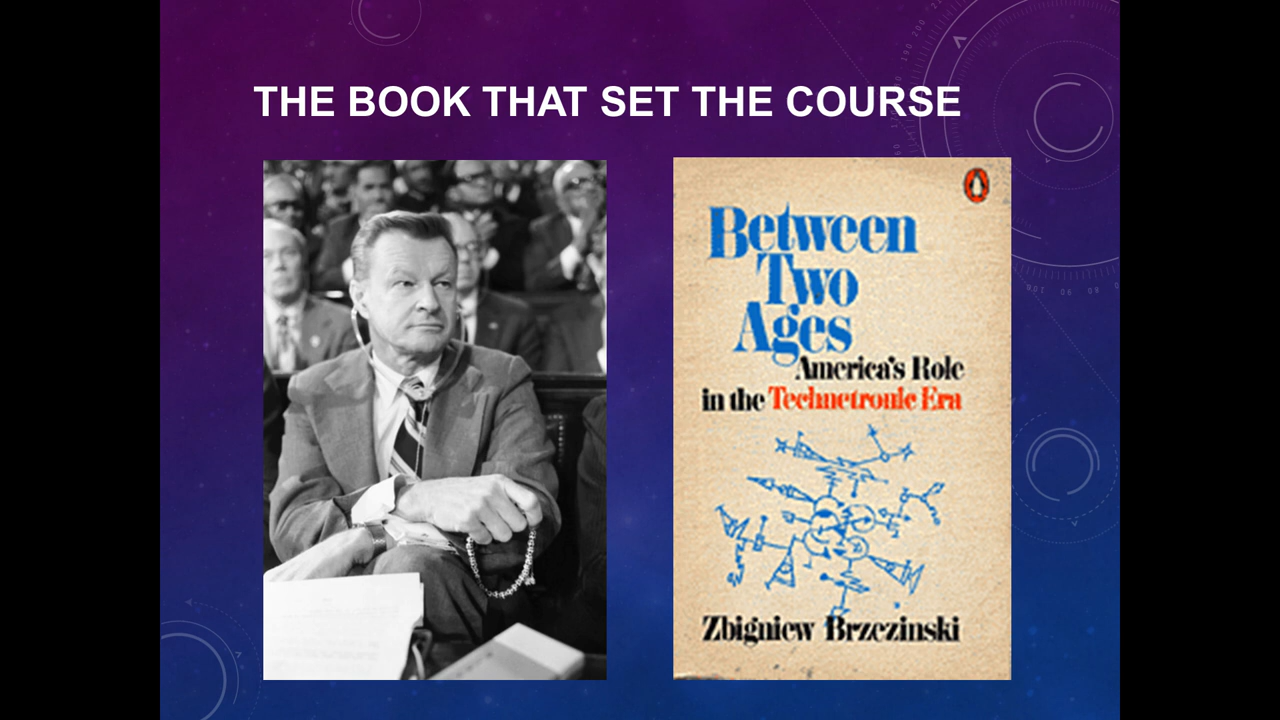 THE BOOK THAT SET THE COURSE
Between
Two
Ages
America's Role
in the Technetronic Era
Zbigniew Brzezinski